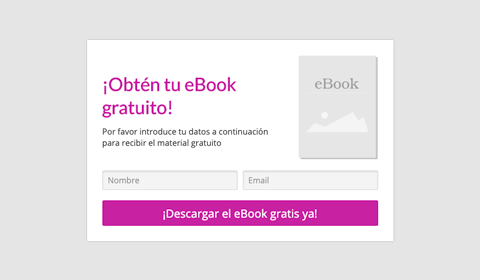 ¡Obtén tu eBook
gratuito!
eBook
Por favor introduce tu datos a continuación
para recibir el material gratuito
Nombre
Email
¡Descargar el eBook gratis ya!